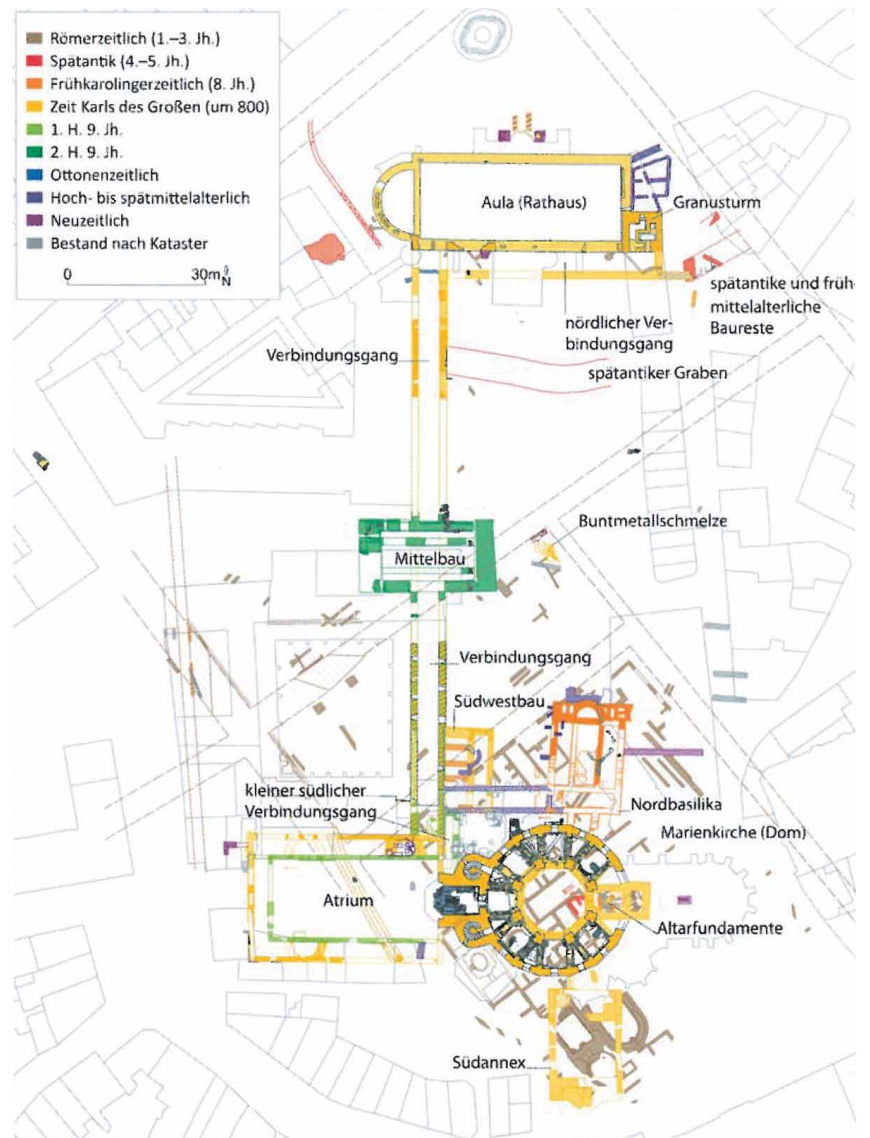 Römerzeitlich (1.–3. Jh.)
Spätantik (4.–5. Jh.)
Frühkarolingerzeitlich (8. Jh.)
Zeit Karls des Großen (um 800)
1. H. 9. Jh.
2. H. 9. Jh.
Ottonenzeitlich
Hoch- bis spätmittelalterlich
Neuzeitlich
Bestand nach Kataster
0 30m N
Aula (Rathaus)
Granusturm
spätantike und früh-
mittelalterliche
Baureste
nördlicher Ver-
bindungsgang
Verbindungsgang
spätantiker Graben
Buntmetallschmelze
Mittelbau
Verbindungsgang
Südwestbau
kleiner südlicher
Verbindungsgang
Nordbasilika
Marienkirche (Dom)
Atrium
Altarfundamente
Südannex